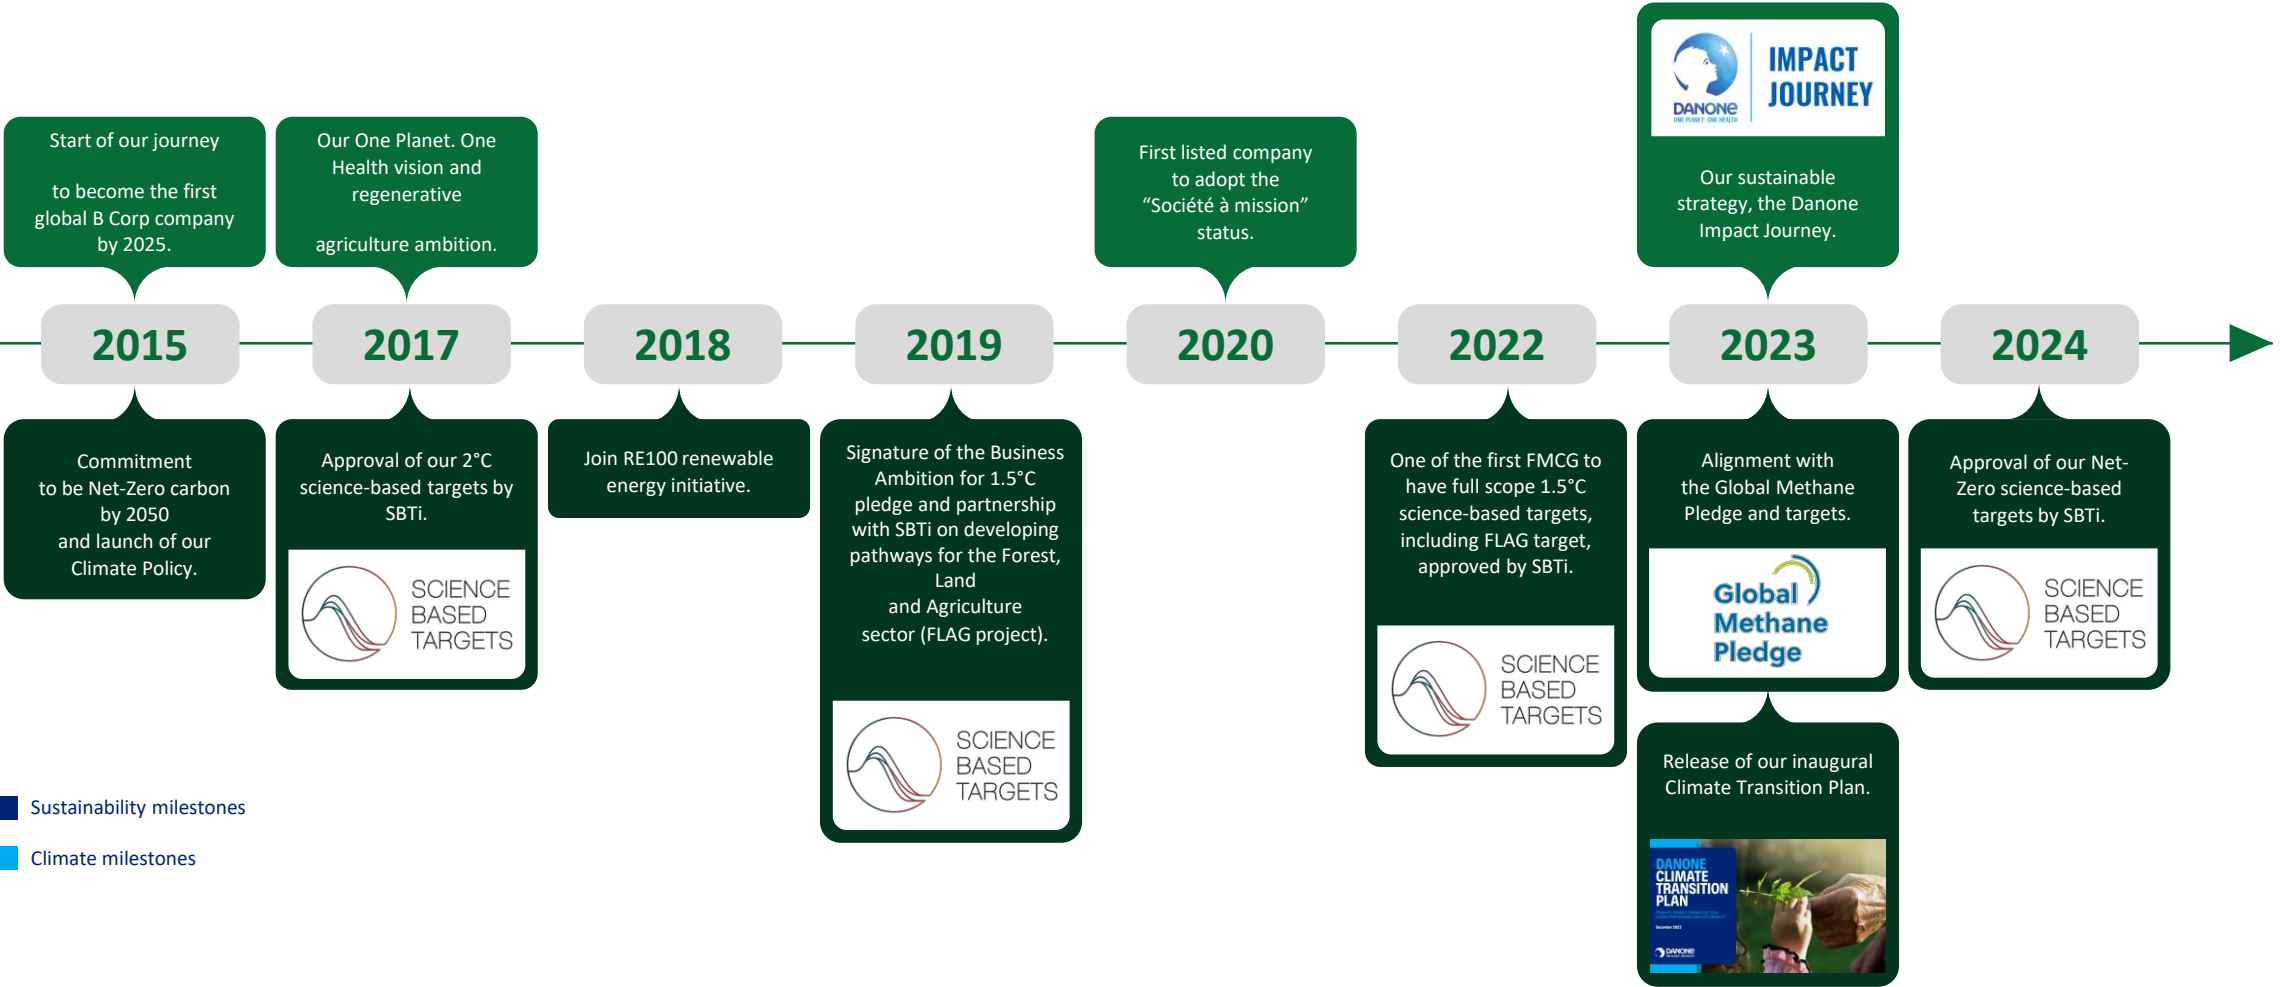 IMPACT
JOURNEY
DANONE
ONE PLANET. ONE HEALTH
Start of our journey
to become the first
global B Corp company
by 2025.
Our One Planet. One
Health vision and
regenerative
agriculture ambition.
First listed company
to adopt the
“Société à mission”
status.
Our sustainable
strategy, the Danone
Impact Journey.
2015
2017
2018
2019
2020
2022
2023
2024
Commitment
to be Net-Zero carbon
by 2050
and launch of our
Climate Policy.
Approval of our 2°C
science-based targets by
SBTi.
SCIENCE
BASED
TARGETS
Join RE100 renewable
energy initiative.
Signature of the Business
Ambition for 1.5°C
pledge and partnership
with SBTi on developing
pathways for the Forest,
Land
and Agriculture
sector (FLAG project).
SCIENCE
BASED
TARGETS
One of the first FMCG to
have full scope 1.5°C
science-based targets,
including FLAG target,
approved by SBTi.
SCIENCE
BASED
TARGETS
Alignment with
the Global Methane
Pledge and targets.
Global
Methane
Pledge
Release of our inaugural
Climate Transition Plan.
DANONE
CLIMATE
TRANSITION
PLAN
December 2023
DANONE
Approval of our Net-
Zero science-based
targets by SBTi.
SCIENCE
BASED
TARGETS
Sustainability milestones
Climate milestones